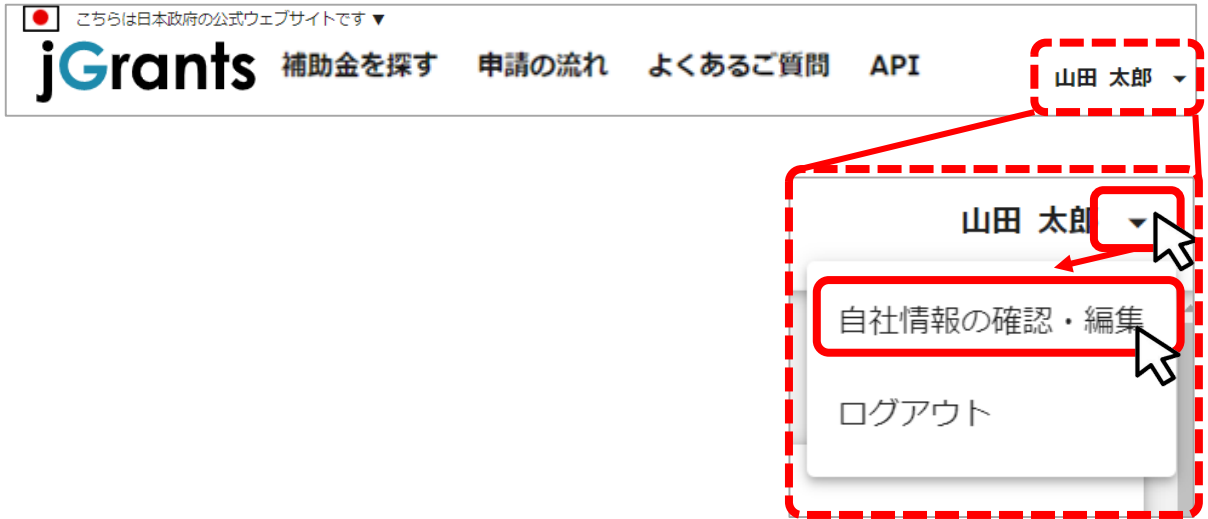 こちらは日本政府の公式ウェブサイトです ▼
jGrants 補助金を探す 申請の流れ よくあるご質問 API 山田 太郎
山田 太郎
自社情報の確認・編集
ログアウト